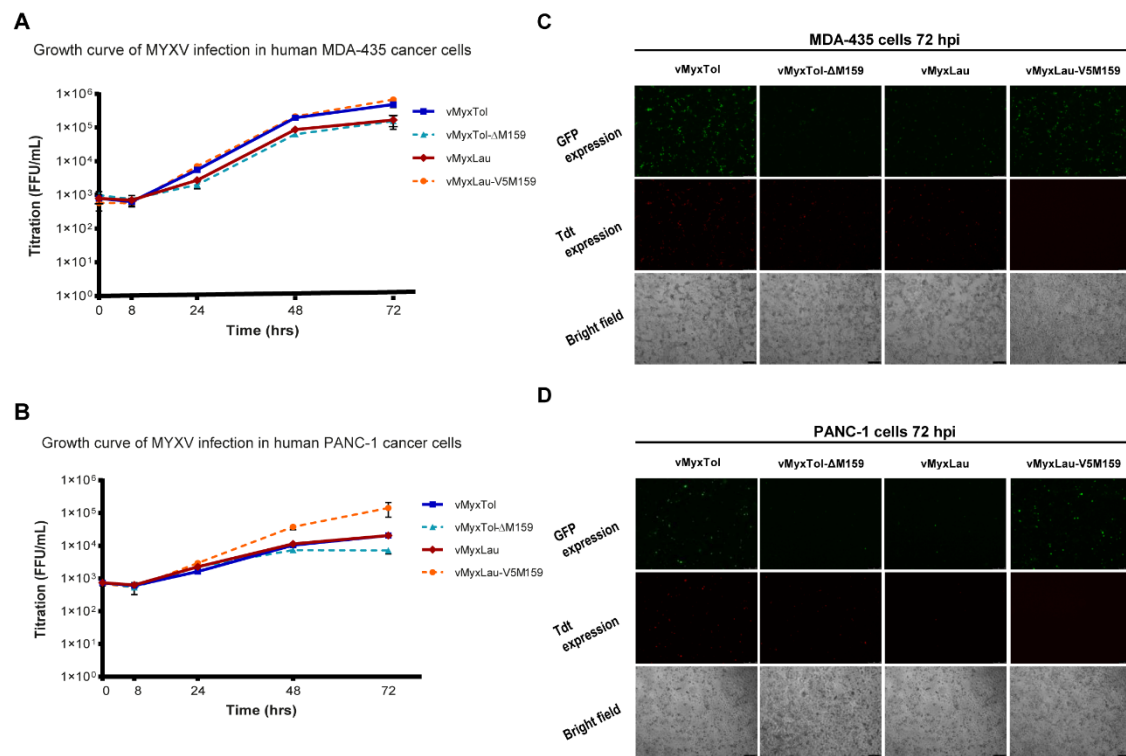 A
Growth curve of MYXV infection in human MDA-435 cancer cells
Titration (FFU/mL)
1×10⁶
1×10⁵
1×10⁴
1×10³
1×10²
1×10¹
1×10⁰
0 8 24 48 72
Time (hrs)
vMyxTol
vMyxTol-ΔM159
vMyxLau
vMyxLau-V5M159
B
Growth curve of MYXV infection in human PANC-1 cancer cells
Titration (FFU/mL)
1×10⁶
1×10⁵
1×10⁴
1×10³
1×10²
1×10¹
1×10⁰
0 8 24 48 72
Time (hrs)
vMyxTol
vMyxTol-ΔM159
vMyxLau
vMyxLau-V5M159
C
MDA-435 cells 72 hpi
vMyxTol vMyxTol-ΔM159 vMyxLau vMyxLau-V5M159
GFP
expression
Tdt
expression
Bright field
D
PANC-1 cells 72 hpi
vMyxTol vMyxTol-ΔM159 vMyxLau vMyxLau-V5M159
GFP
expression
Tdt
expression
Bright field